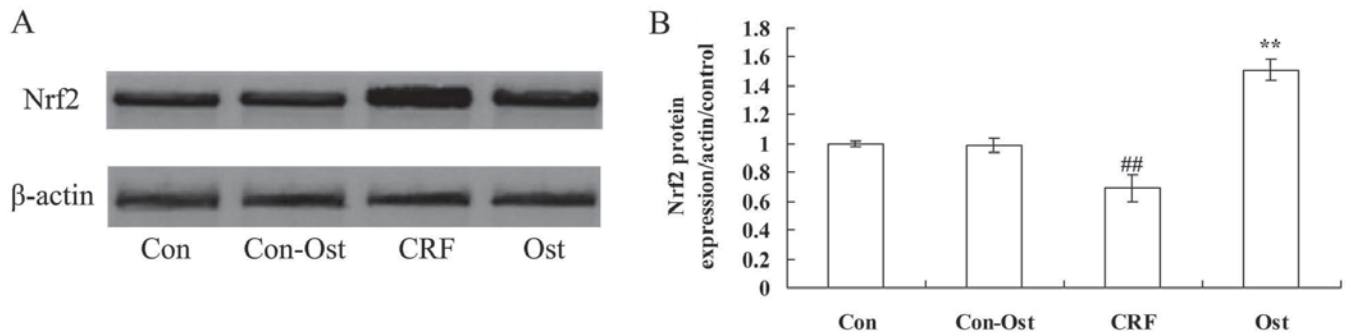 A
Nrf2
β-actin
Con Con-Ost CRF Ost
B
Nrf2 protein
expression/actin/control
1.8
1.6
1.4
1.2
1
0.8
0.6
0.4
0.2
0
##
**
Con Con-Ost CRF Ost